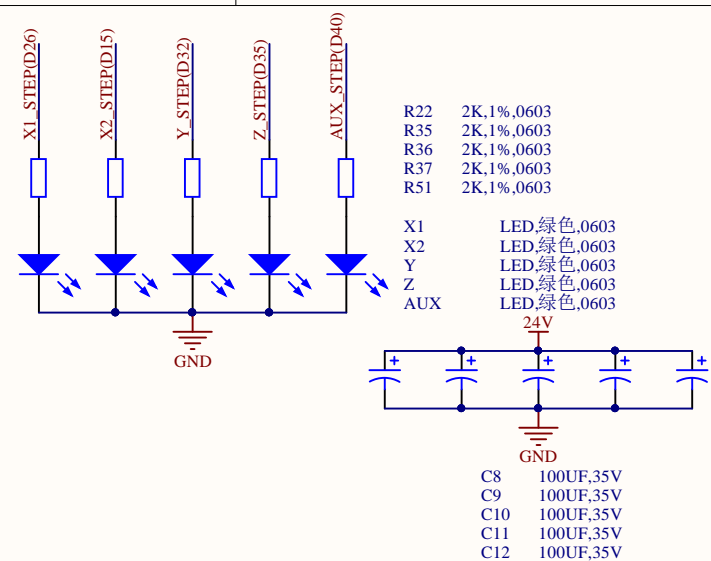 X1_STEP(D26)
X2_STEP(D15)
Y_STEP(D32)
Z_STEP(D35)
AUX_STEP(D40)
R22 2K,1%,0603
R35 2K,1%,0603
R36 2K,1%,0603
R37 2K,1%,0603
R51 2K,1%,0603
X1 LED,绿色,0603
X2 LED,绿色,0603
Y LED,绿色,0603
Z LED,绿色,0603
AUX LED,绿色,0603
GND
24V
+ + + + +
GND
C8 100UF,35V
C9 100UF,35V
C10 100UF,35V
C11 100UF,35V
C12 100UF,35V